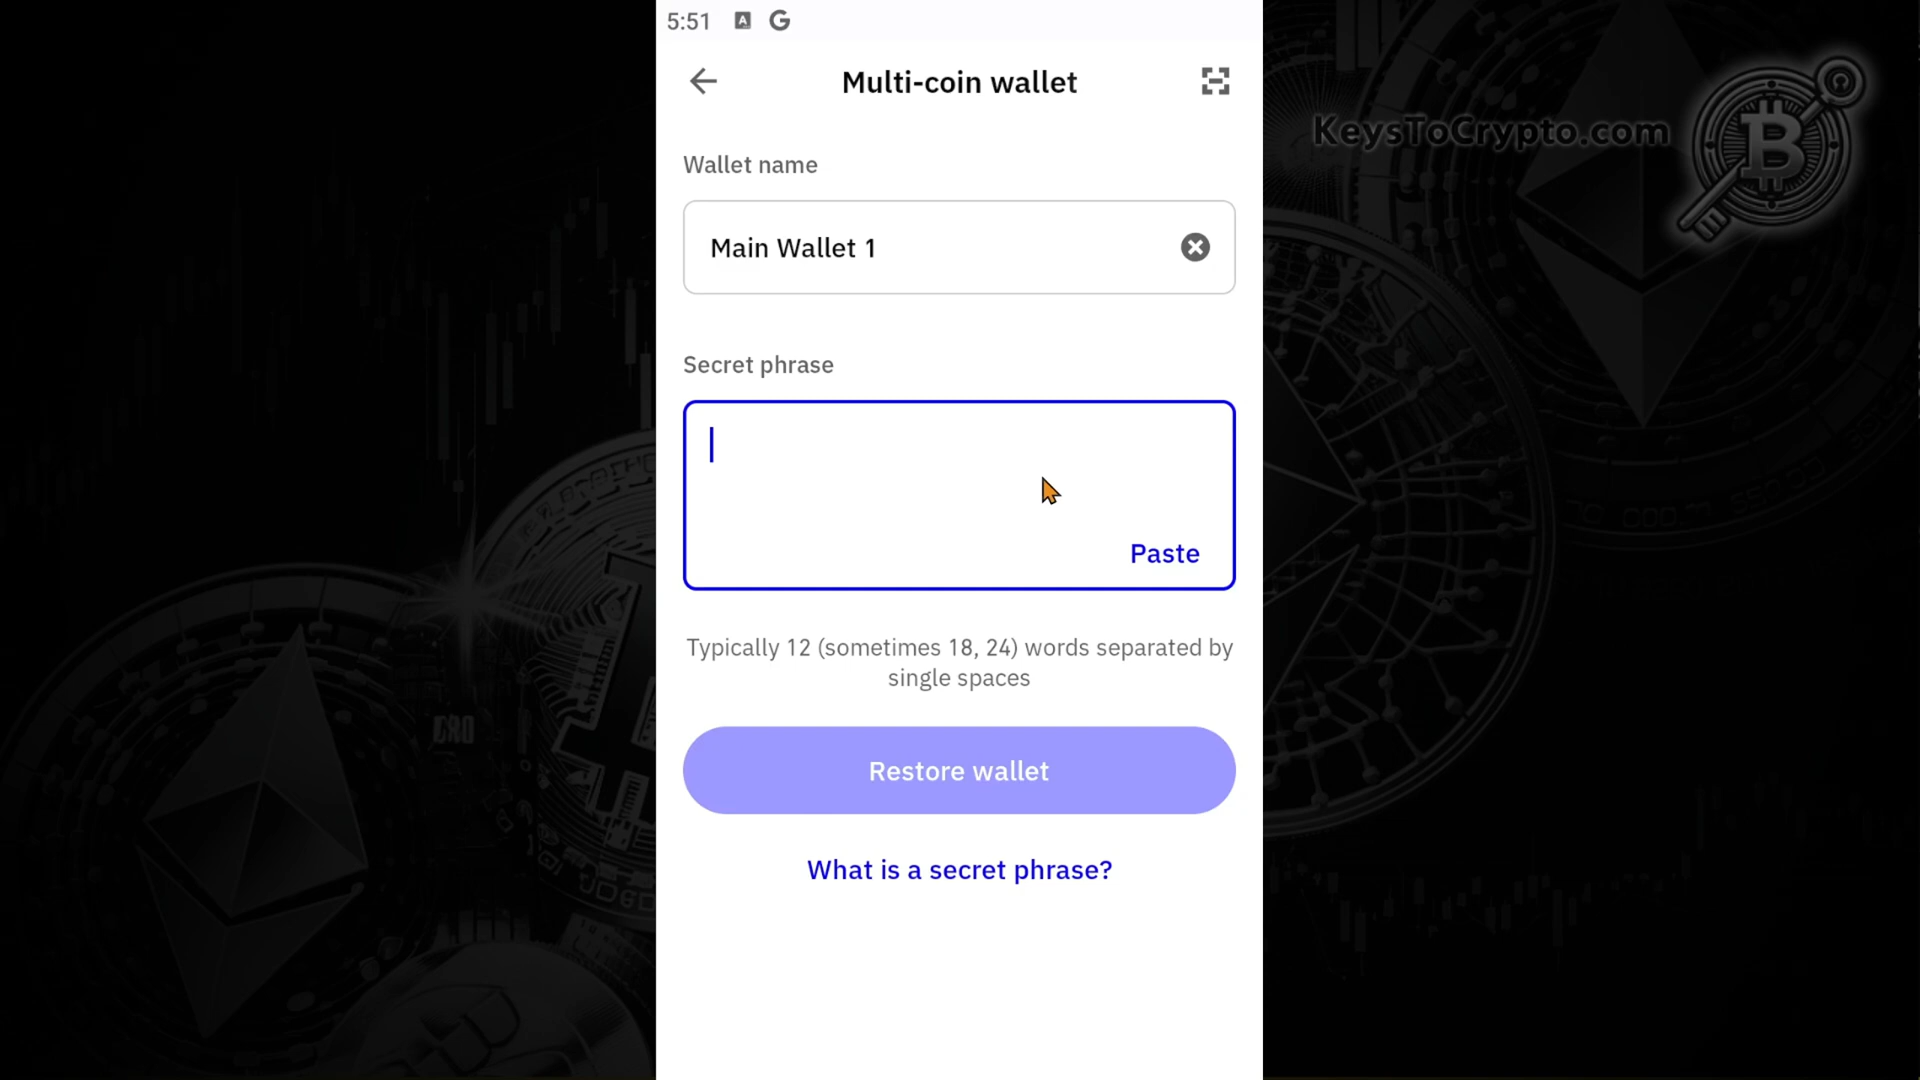 5:51 A G
Multi-coin wallet
KeysToCrypto.com
Wallet name
Main Wallet 1
Secret phrase
Paste
Typically 12 (sometimes 18, 24) words separated by
single spaces
Restore wallet
What is a secret phrase?